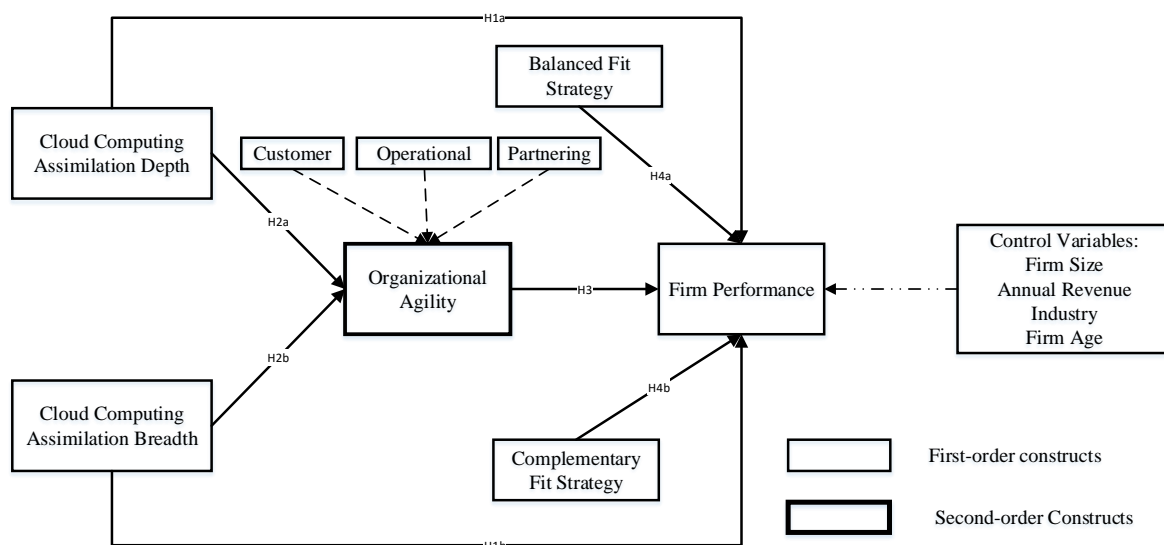 H1a
Balanced Fit
Strategy
Cloud Computing
Assimilation Depth
Customer
Operational
Partnering
H4a
H2a
Organizational
Agility
H3
Firm Performance
Control Variables:
Firm Size
Annual Revenue
Industry
Firm Age
H2b
H4b
Cloud Computing
Assimilation Breadth
Complementary
Fit Strategy
First-order constructs
Second-order Constructs
H1b